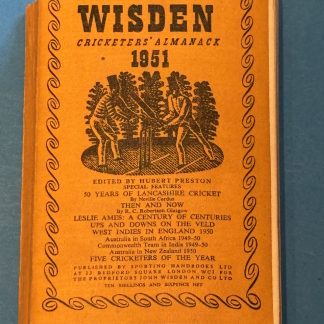 WISDEN
CRICKETERS' ALMANACK
1951
EDITED BY HUBERT PRESTON
SPECIAL FEATURES
50 YEARS OF LANCASHIRE CRICKET
By Neville Cardus
THEN AND NOW
By R. C. Robertson-Glasgow
LESLIE AMES: A CENTURY OF CENTURIES
UPS AND DOWNS ON THE VELD
WEST INDIES IN ENGLAND 1950
Australia in South Africa 1949-50
Commonwealth Team in India 1949-50
Australia in New Zealand 1950
FIVE CRICKETERS OF THE YEAR
PUBLISHED BY SPORTING HANDBOOKS LTD
AT 13 BEDFORD SQUARE LONDON WC1 FOR
THE PROPRIETORS JOHN WISDEN AND CO LTD
TEN SHILLINGS AND SIXPENCE NET